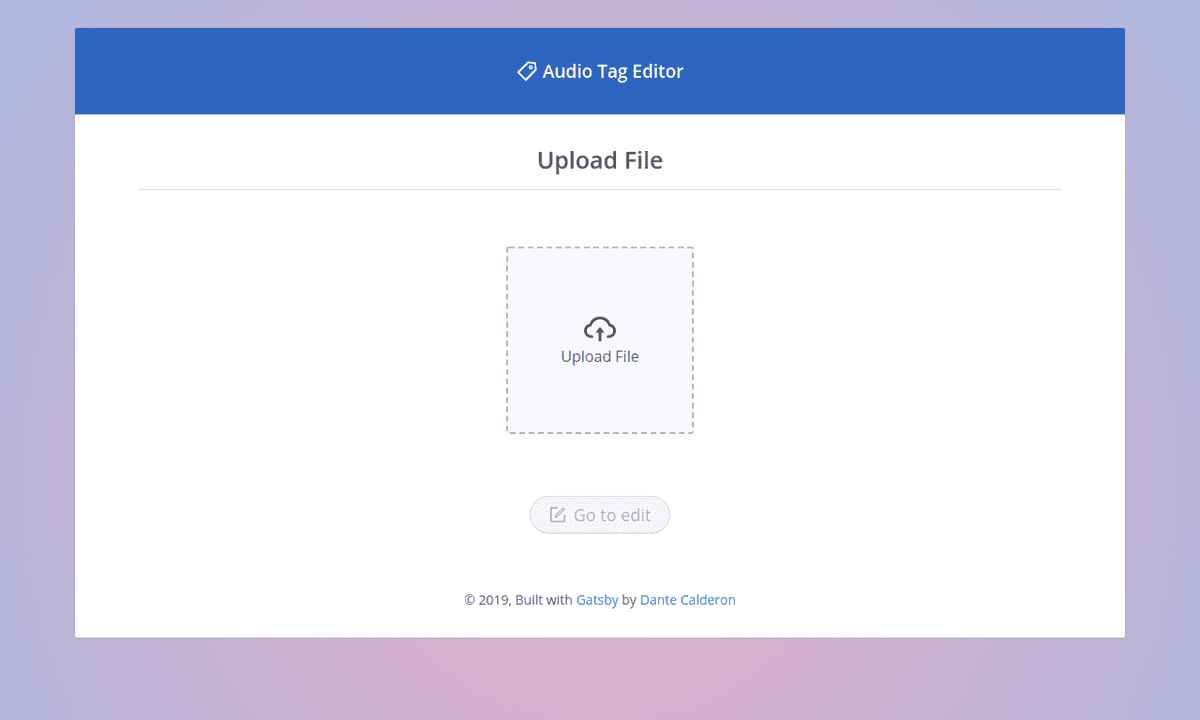 Audio Tag Editor
Upload File
Upload File
Go to edit
© 2019, Built with Gatsby by Dante Calderon